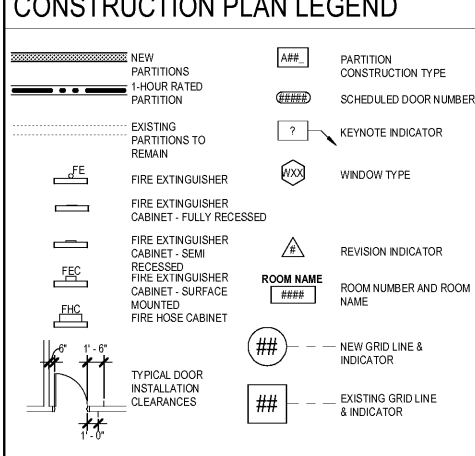 CONSTRUCTION PLAN LEGEND
NEW
PARTITIONS
1-HOUR RATED
PARTITION
EXISTING
PARTITIONS TO
REMAIN
FE
FIRE EXTINGUISHER
FIRE EXTINGUISHER
CABINET - FULLY RECESSED
FIRE EXTINGUISHER
CABINET - SEMI
RECESSED
FEC
FIRE EXTINGUISHER
CABINET - SURFACE
MOUNTED
FHC
FIRE HOSE CABINET
6" 1' - 6"
TYPICAL DOOR
INSTALLATION
CLEARANCES
1' - 0"
A##_
PARTITION
CONSTRUCTION TYPE
#####
SCHEDULED DOOR NUMBER
?
KEYNOTE INDICATOR
WXX
WINDOW TYPE
#
REVISION INDICATOR
ROOM NAME
####
ROOM NUMBER AND ROOM
NAME
##
NEW GRID LINE &
INDICATOR
##
EXISTING GRID LINE
& INDICATOR